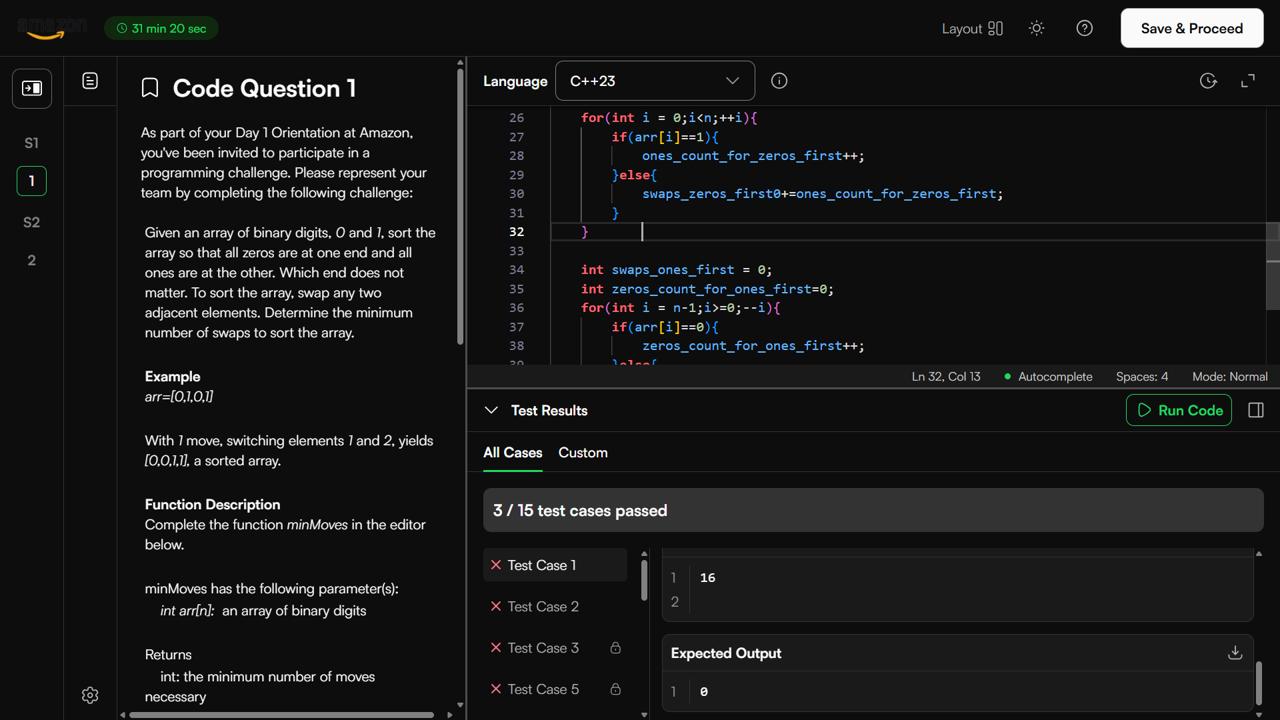 amazon
31 min 20 sec
Layout
Save & Proceed
S1
1
S2
2
Code Question 1
As part of your Day 1 Orientation at Amazon,
you've been invited to participate in a
programming challenge. Please represent your
team by completing the following challenge:
Given an array of binary digits, 0 and 1, sort the
array so that all zeros are at one end and all
ones are at the other. Which end does not
matter. To sort the array, swap any two
adjacent elements. Determine the minimum
number of swaps to sort the array.
Example
arr=[0,1,0,1]
With 1 move, switching elements 1 and 2, yields
[0,0,1,1], a sorted array.
Function Description
Complete the function minMoves in the editor
below.
minMoves has the following parameter(s):
int arr[n]: an array of binary digits
Returns
int: the minimum number of moves
necessary
Language
C++23
26 for(int i = 0;i<n;++i){
27 if(arr[i]==1){
28 ones_count_for_zeros_first++;
29 }else{
30 swaps_zeros_first0+=ones_count_for_zeros_first;
31 }
32 }
33
34 int swaps_ones_first = 0;
35 int zeros_count_for_ones_first=0;
36 for(int i = n-1;i>=0;--i){
37 if(arr[i]==0){
38 zeros_count_for_ones_first++;
39 }else{
Ln 32, Col 13
Autocomplete
Spaces: 4
Mode: Normal
Test Results
Run Code
All Cases
Custom
3 / 15 test cases passed
Test Case 1
Test Case 2
Test Case 3
Test Case 5
1 16
2
Expected Output
1 0